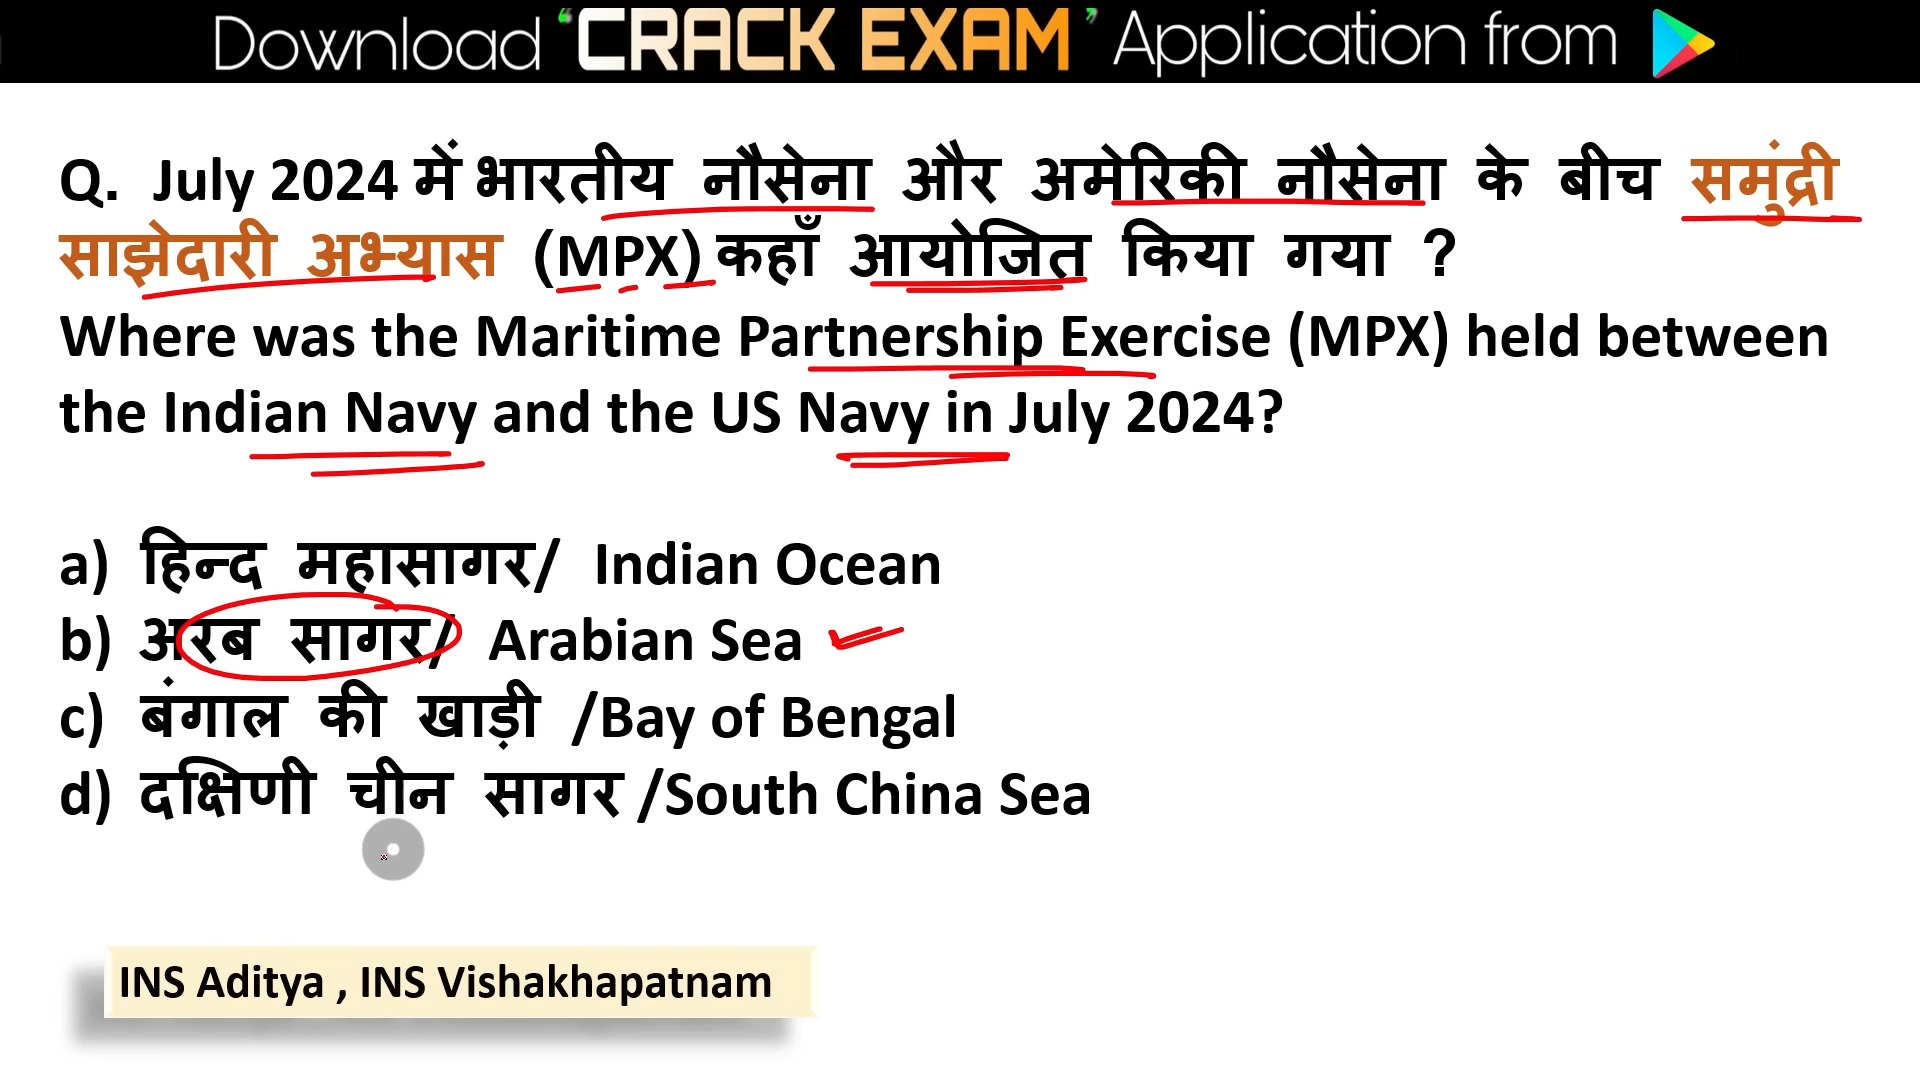 Download ‘CRACK EXAM’ Application from
Q. July 2024 में भारतीय नौसेना और अमेरिकी नौसेना के बीच समुंद्री
साझेदारी अभ्यास (MPX) कहाँ आयोजित किया गया ?
Where was the Maritime Partnership Exercise (MPX) held between
the Indian Navy and the US Navy in July 2024?
a) हिन्द महासागर/ Indian Ocean
b) अरब सागर/ Arabian Sea
c) बंगाल की खाड़ी /Bay of Bengal
d) दक्षिणी चीन सागर /South China Sea
INS Aditya , INS Vishakhapatnam